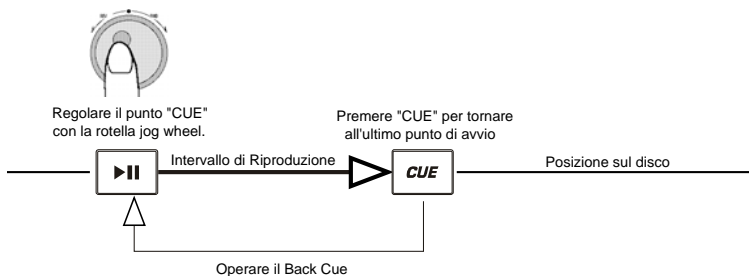 Regolare il punto "CUE"
con la rotella jog wheel.
Premere "CUE" per tornare
all'ultimo punto di avvio
Intervallo di Riproduzione
CUE
Posizione sul disco
Operare il Back Cue